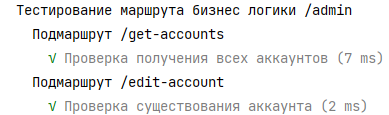 Тестирование маршрута бизнес логики /admin
Подмаршрут /get-accounts
√ Проверка получения всех аккаунтов (7 ms)
Подмаршрут /edit-account
√ Проверка существования аккаунта (2 ms)